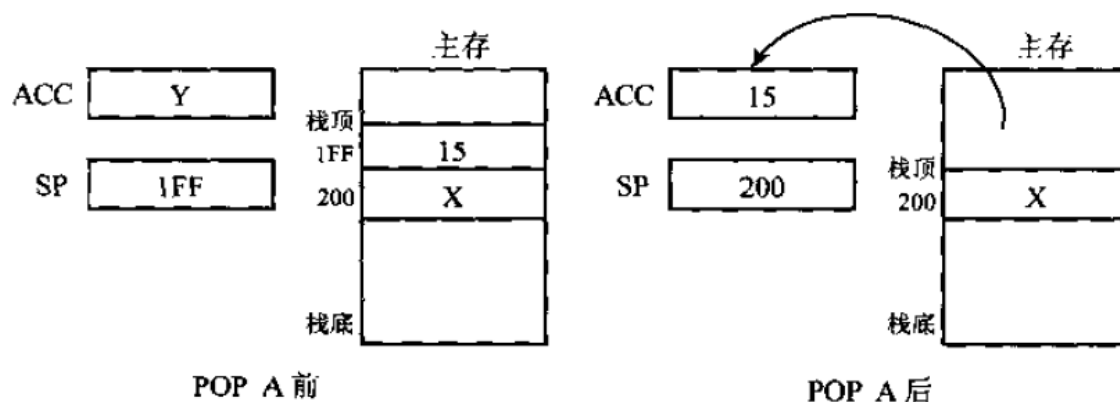 主存
ACC Y
栈顶
1FF 15
SP 1FF
200 X
栈底
POP A 前
主存
ACC 15
SP 200
栈顶
200 X
栈底
POP A 后